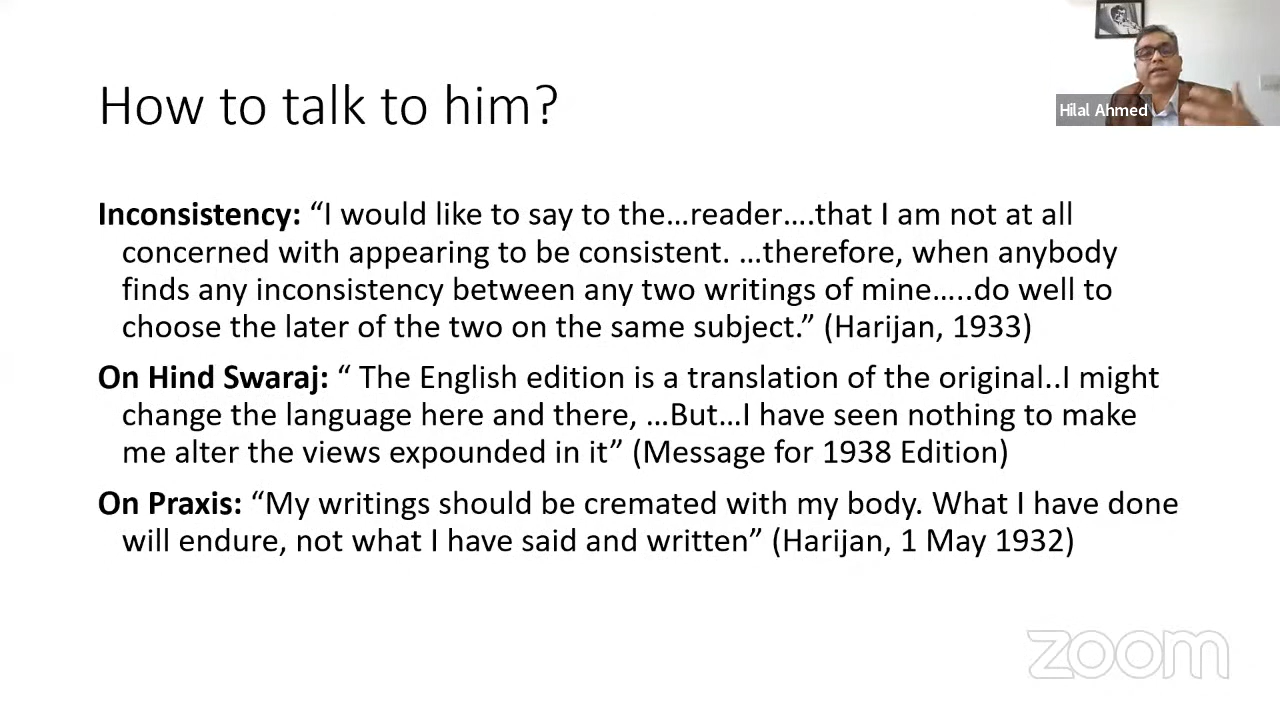 How to talk to him?
Hilal Ahmed
Inconsistency: “I would like to say to the…reader….that I am not at all
concerned with appearing to be consistent. …therefore, when anybody
finds any inconsistency between any two writings of mine…..do well to
choose the later of the two on the same subject.” (Harijan, 1933)
On Hind Swaraj: “ The English edition is a translation of the original..I might
change the language here and there, …But…I have seen nothing to make
me alter the views expounded in it” (Message for 1938 Edition)
On Praxis: “My writings should be cremated with my body. What I have done
will endure, not what I have said and written” (Harijan, 1 May 1932)
zoom